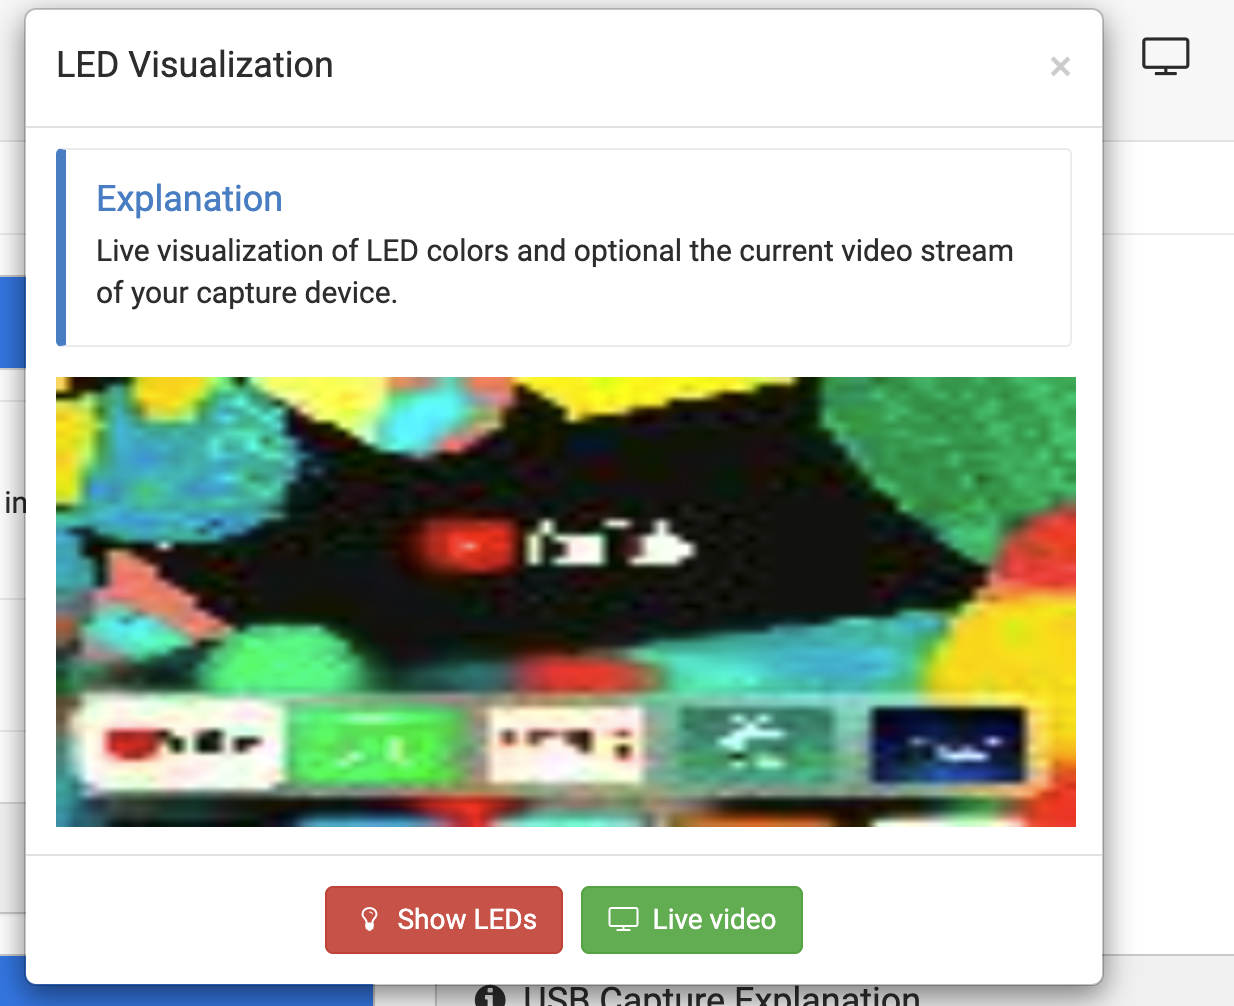 LED Visualization
×
Explanation
Live visualization of LED colors and optional the current video stream
of your capture device.
in
Show LEDs
Live video
USB Capture Explanation